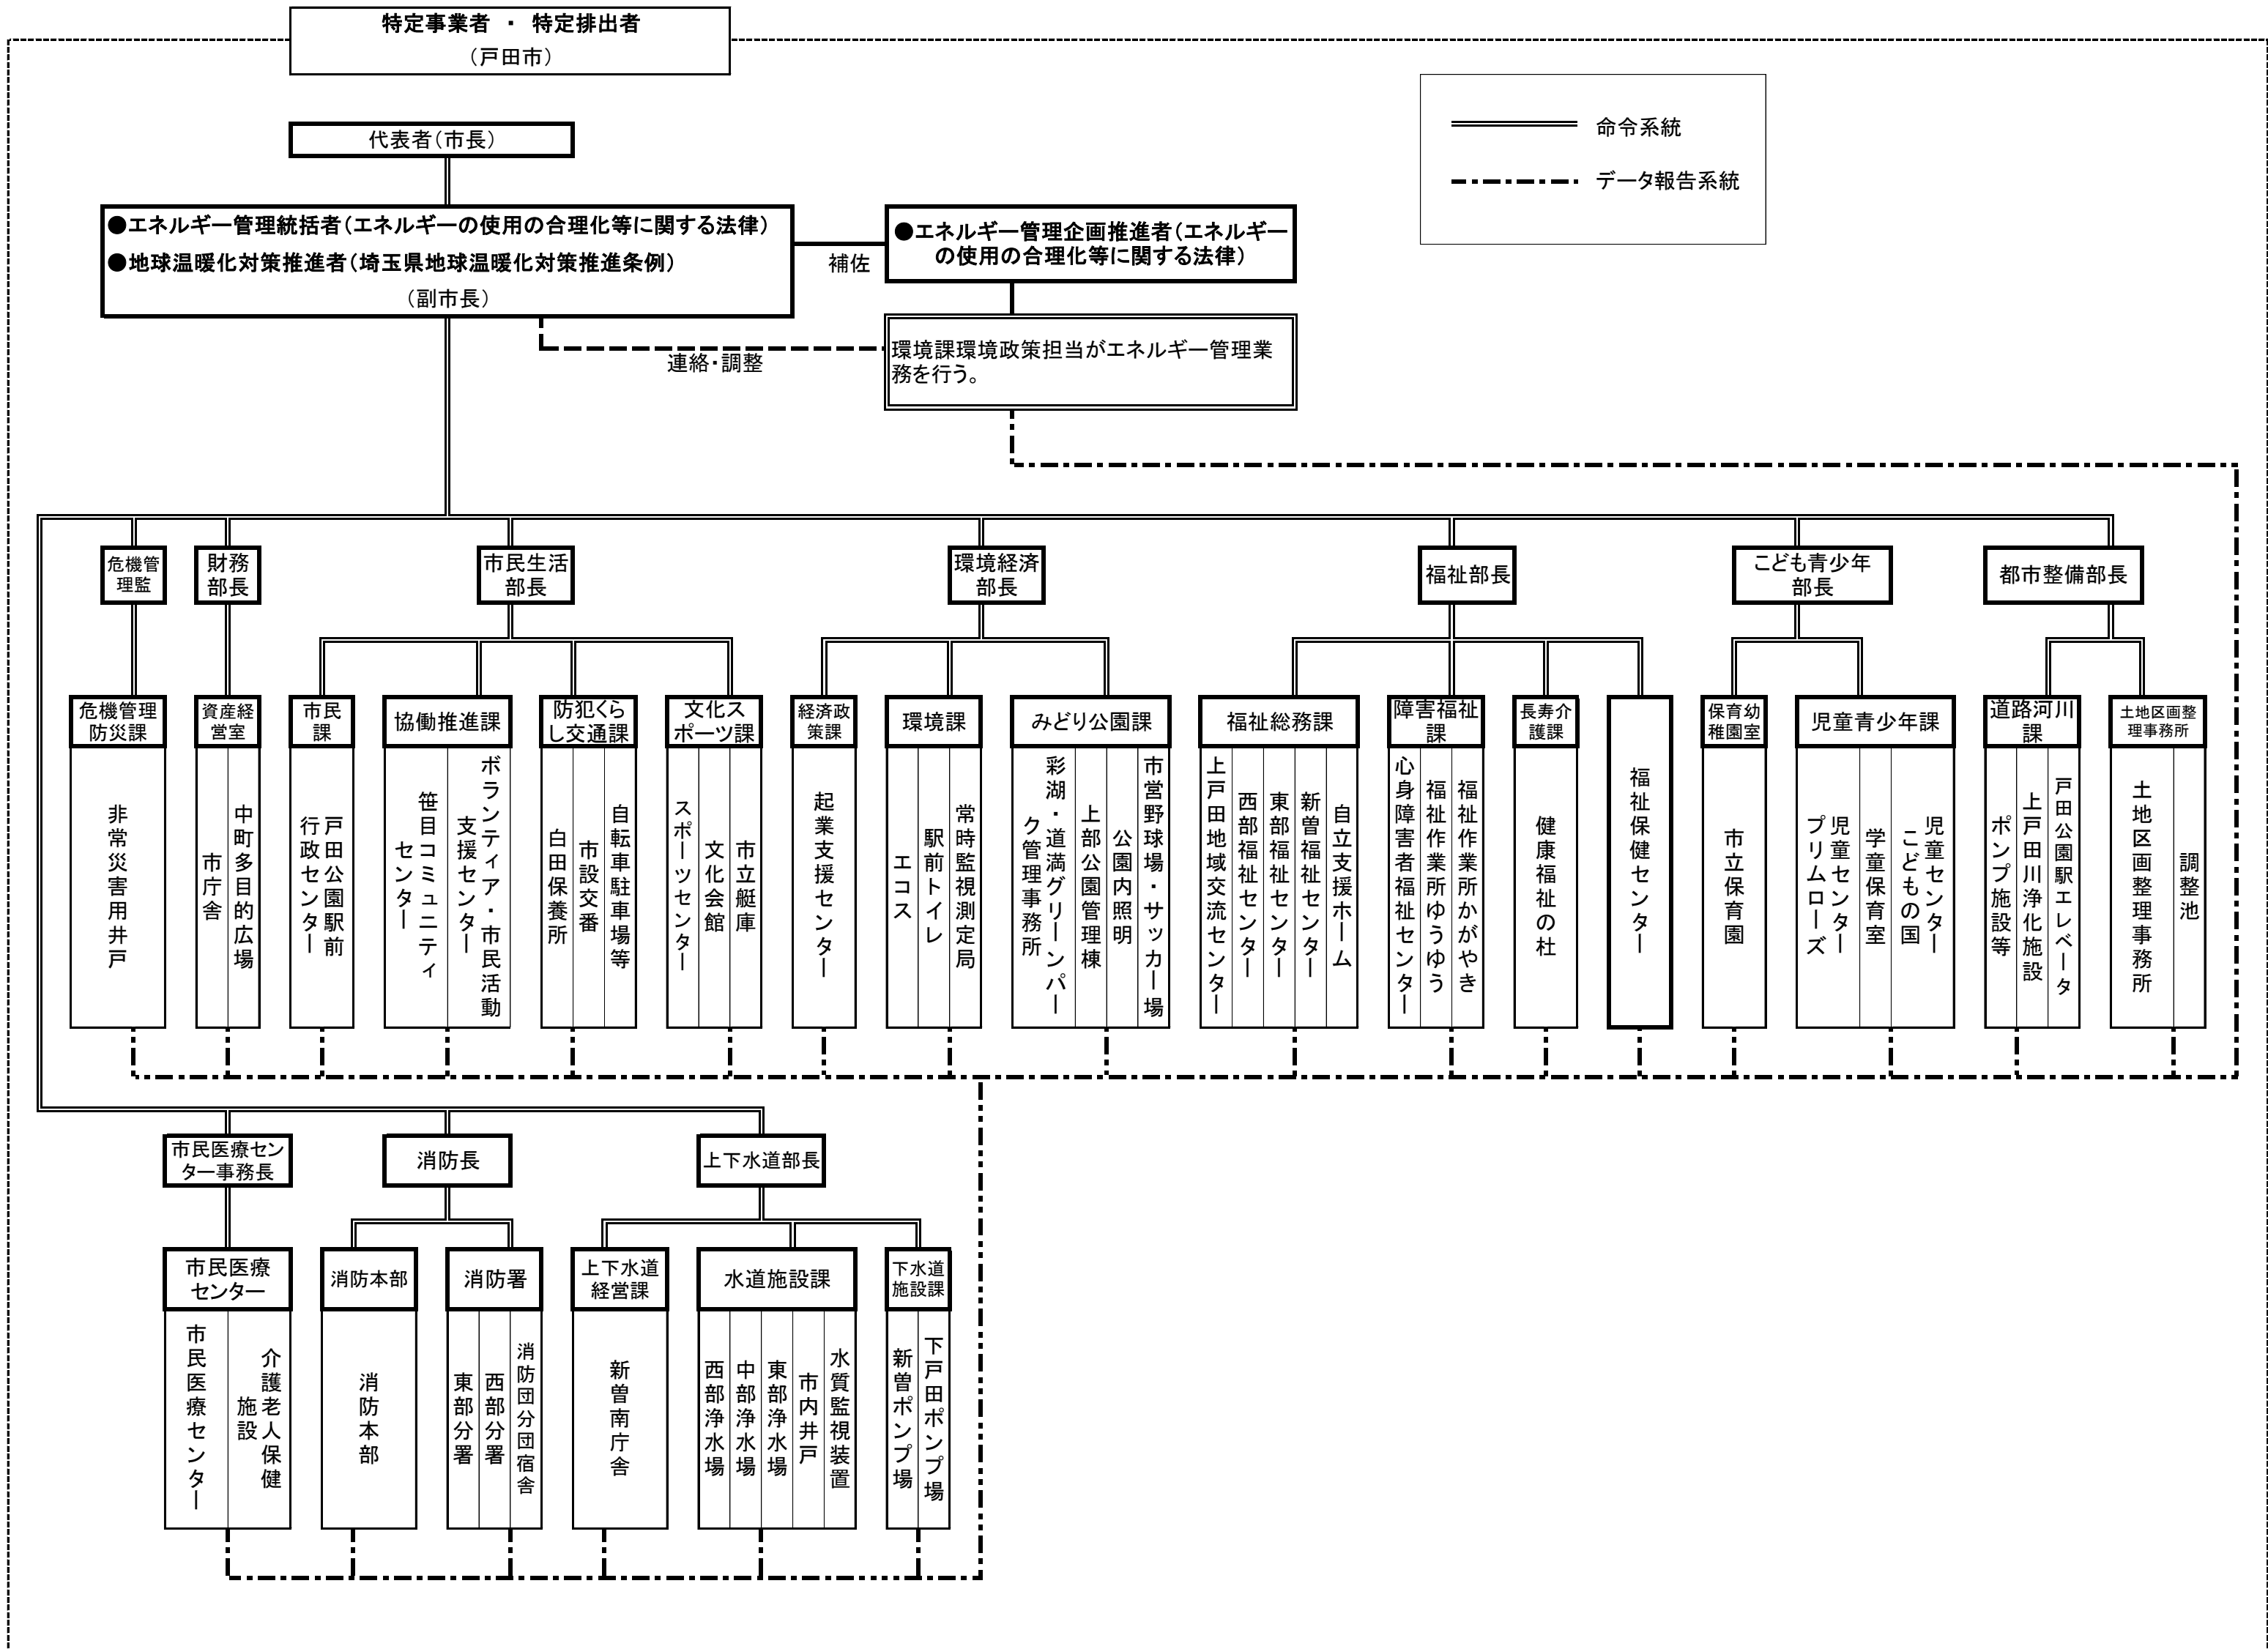 特定事業者 ・ 特定排出者
（戸田市）
命令系統
データ報告系統
代表者（市長）
●エネルギー管理統括者（エネルギーの使用の合理化等に関する法律）
●地球温暖化対策推進者（埼玉県地球温暖化対策推進条例）
（副市長）
補佐
●エネルギー管理企画推進者（エネルギー
の使用の合理化等に関する法律）
連絡・調整
環境課環境政策担当がエネルギー管理業
務を行う。
危機管
理監
財務
部長
市民生活
部長
環境経済
部長
福祉部長
こども青少年
部長
都市整備部長
危機管理
防災課
資産経
営室
市民
課
協働推進課
防犯くら
し交通課
文化ス
ポーツ課
経済政
策課
環境課
みどり公園課
福祉総務課
障害福祉
課
長寿介
護課
福祉保健センター
保育幼
稚園室
児童青少年課
道路河川
課
土地区画整
理事務所
非常災害用井戸
市庁舎
中町多目的広場
戸田公園駅前
行政センター
笹目コミュニティ
センター
ボランティア・市民活動
支援センター
白田保養所
市設交番
自転車駐車場等
スポーツセンター
文化会館
市立艇庫
起業支援センター
エコス
駅前トイレ
常時監視測定局
彩湖・道満グリーンパー
ク管理事務所
上部公園管理棟
公園内照明
市営野球場・サッカー場
上戸田地域交流センター
西部福祉センター
東部福祉センター
新曽福祉センター
自立支援ホーム
心身障害者福祉センター
福祉作業所ゆうゆう
福祉作業所かがやき
健康福祉の杜
市立保育園
児童センター
プリムローズ
学童保育室
児童センター
こどもの国
ポンプ施設等
上戸田川浄化施設
戸田公園駅エレベータ
土地区画整理事務所
調整池
市民医療セン
ター事務長
消防長
上下水道部長
市民医療
センター
消防本部
消防署
上下水道
経営課
水道施設課
下水道
施設課
市民医療センター
介護老人保健
施設
消防本部
東部分署
西部分署
消防団分団宿舎
新曽南庁舎
西部浄水場
中部浄水場
東部浄水場
市内井戸
水質監視装置
新曽ポンプ場
下戸田ポンプ場